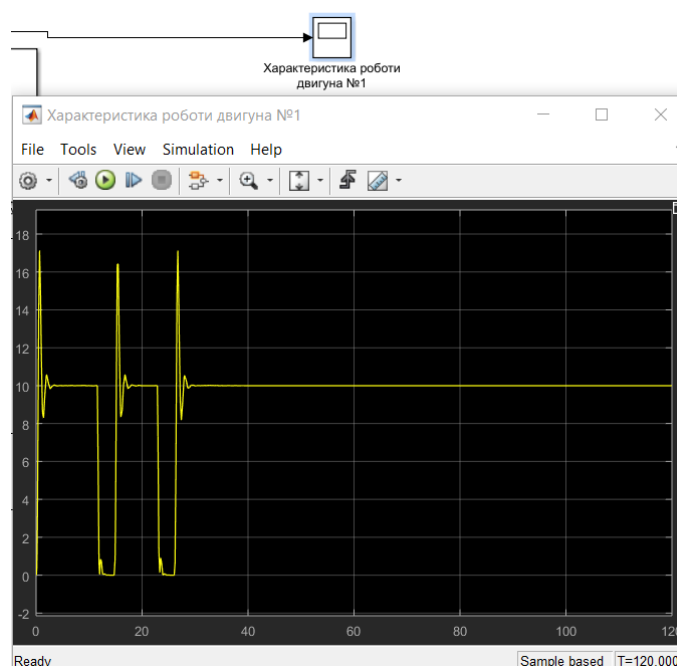 Характеристика роботи
двигуна №1
Характеристика роботи двигуна №1
File Tools View Simulation Help
18
16
14
12
10
8
6
4
2
0
-2
0 20 40 60 80 100 120
Ready Sample based T=120.000